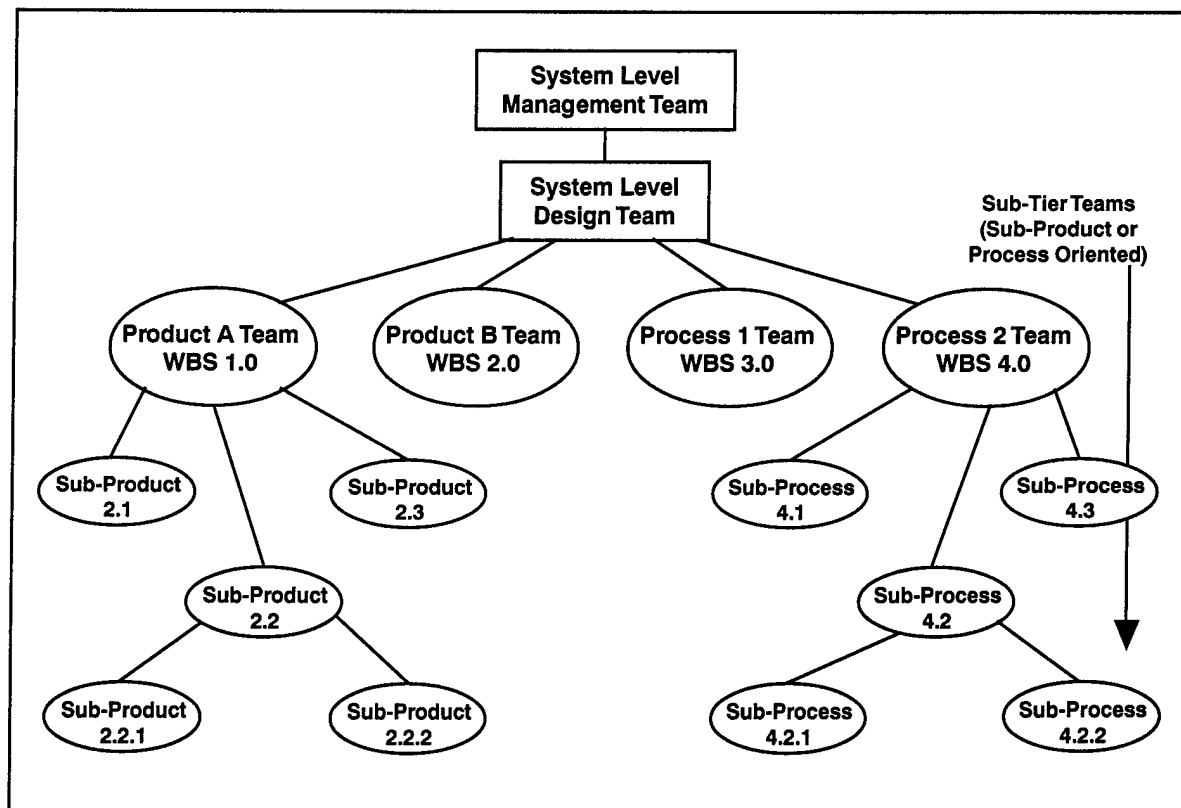 System Level
Management Team
System Level
Design Team
Sub-Tier Teams
(Sub-Product or
Process Oriented)
Product A Team
WBS 1.0
Product B Team
WBS 2.0
Process 1 Team
WBS 3.0
Process 2 Team
WBS 4.0
Sub-Product
2.1
Sub-Product
2.3
Sub-Process
4.1
Sub-Process
4.3
Sub-Product
2.2
Sub-Process
4.2
Sub-Product
2.2.1
Sub-Product
2.2.2
Sub-Process
4.2.1
Sub-Process
4.2.2